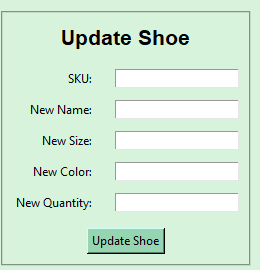 Update Shoe
SKU:
New Name:
New Size:
New Color:
New Quantity:
Update Shoe